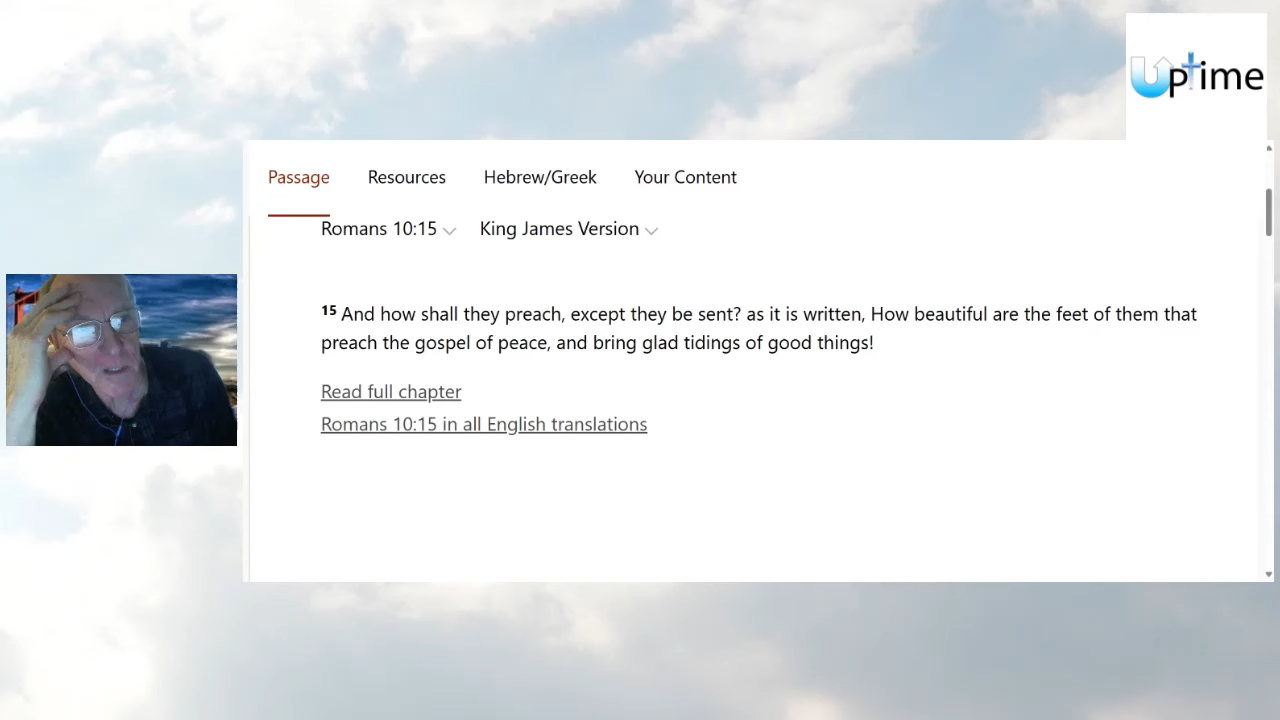 Uptime
Passage Resources Hebrew/Greek Your Content
Romans 10:15 King James Version
15 And how shall they preach, except they be sent? as it is written, How beautiful are the feet of them that
preach the gospel of peace, and bring glad tidings of good things!
Read full chapter
Romans 10:15 in all English translations